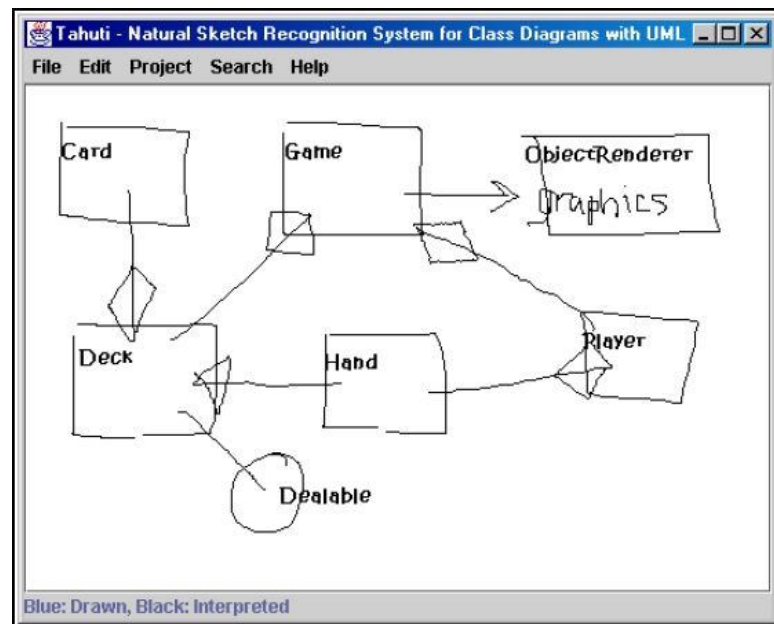 Tahuti - Natural Sketch Recognition System for Class Diagrams with UML
File Edit Project Search Help
Card
Game
ObjectRenderer
graphics
Deck
Hand
Player
Dealable
Blue: Drawn, Black: Interpreted